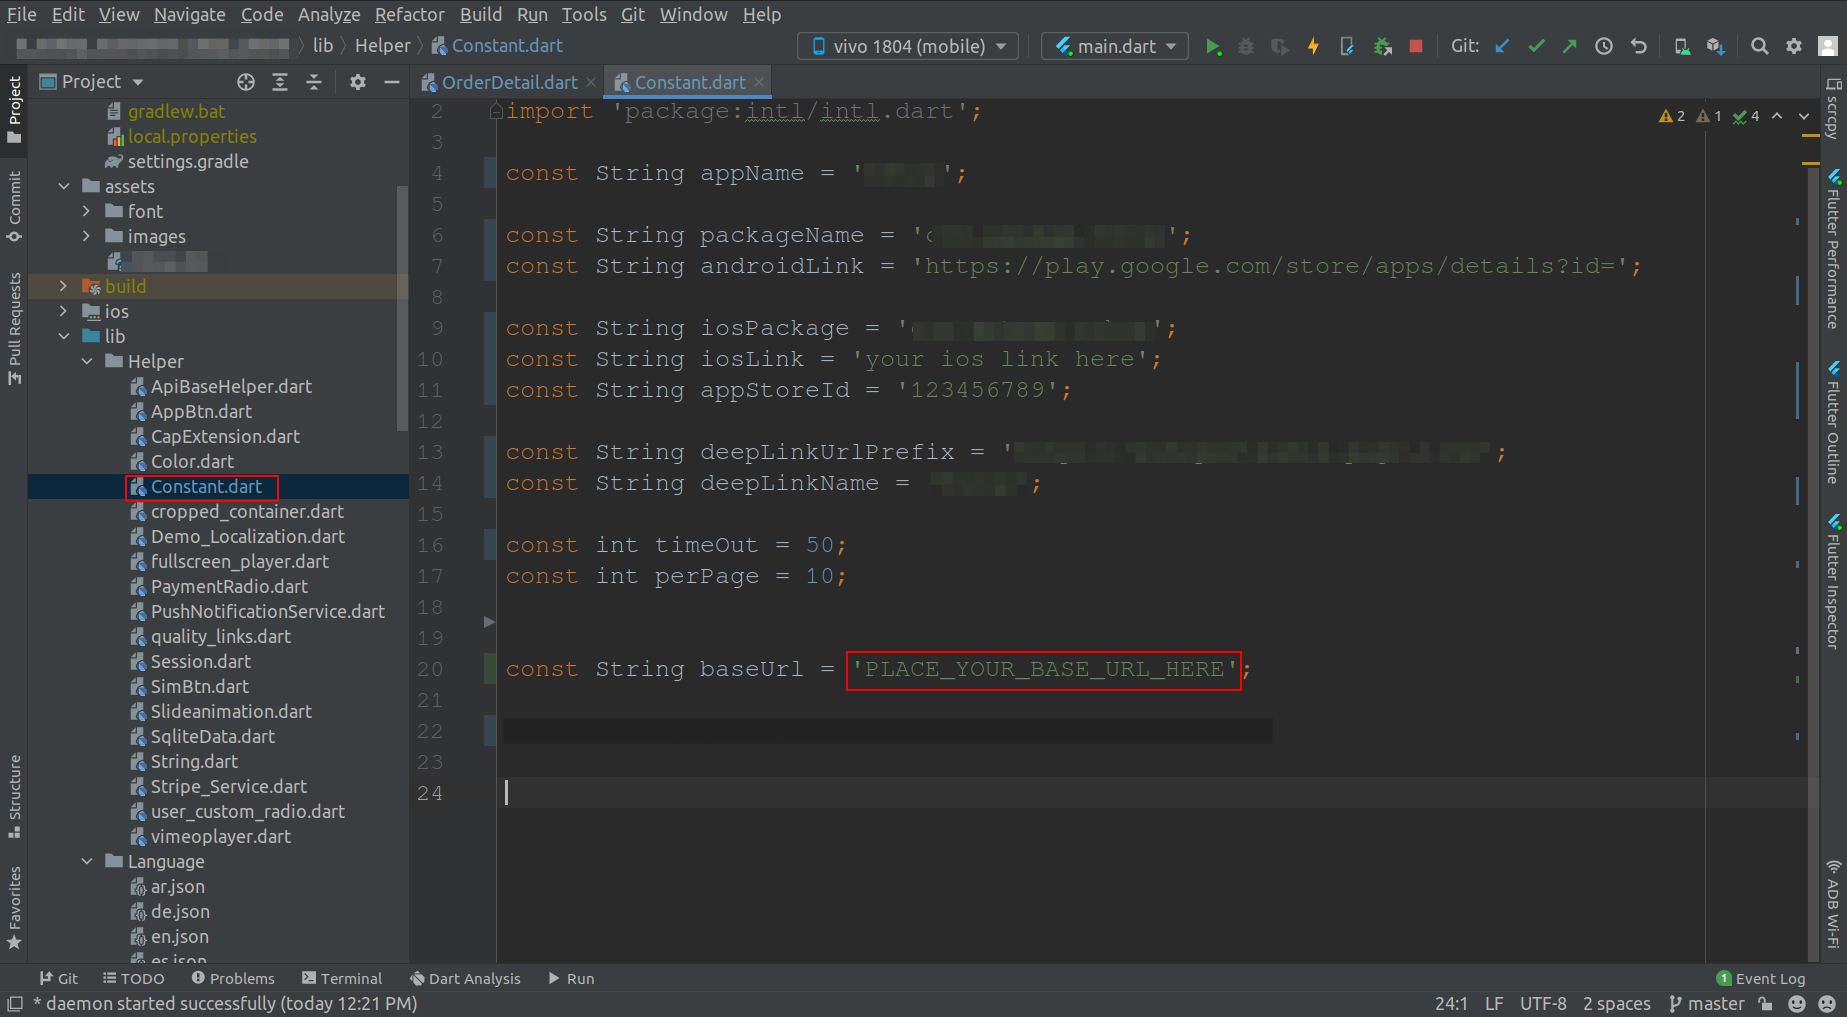 File Edit View Navigate Code Analyze Refactor Build Run Tools Git Window Help
lib Helper Constant.dart
vivo 1804 (mobile)
main.dart
Git:
Project
OrderDetail.dart
Constant.dart
Project
Commit
Pull Requests
Structure
Favorites
gradlew.bat
local.properties
settings.gradle
assets
font
images
build
ios
lib
Helper
ApiBaseHelper.dart
AppBtn.dart
CapExtension.dart
Color.dart
Constant.dart
cropped_container.dart
Demo_Localization.dart
fullscreen_player.dart
PaymentRadio.dart
PushNotificationService.dart
quality_links.dart
Session.dart
SimBtn.dart
Slideanimation.dart
SqliteData.dart
String.dart
Stripe_Service.dart
user_custom_radio.dart
vimeoplayer.dart
Language
ar.json
de.json
en.json
es.json
2 import 'package:intl/intl.dart';
3
4 const String appName = '
';
5
6 const String packageName = '
';
7 const String androidLink = 'https://play.google.com/store/apps/details?id=';
8
9 const String iosPackage = '
';
10 const String iosLink = 'your ios link here';
11 const String appStoreId = '123456789';
12
13 const String deepLinkUrlPrefix = '
;
14 const String deepLinkName =
;
15
16 const int timeOut = 50;
17 const int perPage = 10;
18
19
20 const String baseUrl = 'PLACE_YOUR_BASE_URL_HERE';
21
22
23
24
2 1 4
scrcpy
Flutter Performance
Flutter Outline
Flutter Inspector
ADB Wi-Fi
Git TODO Problems Terminal Dart Analysis Run
1 Event Log
* daemon started successfully (today 12:21 PM)
24:1 LF UTF-8 2 spaces master